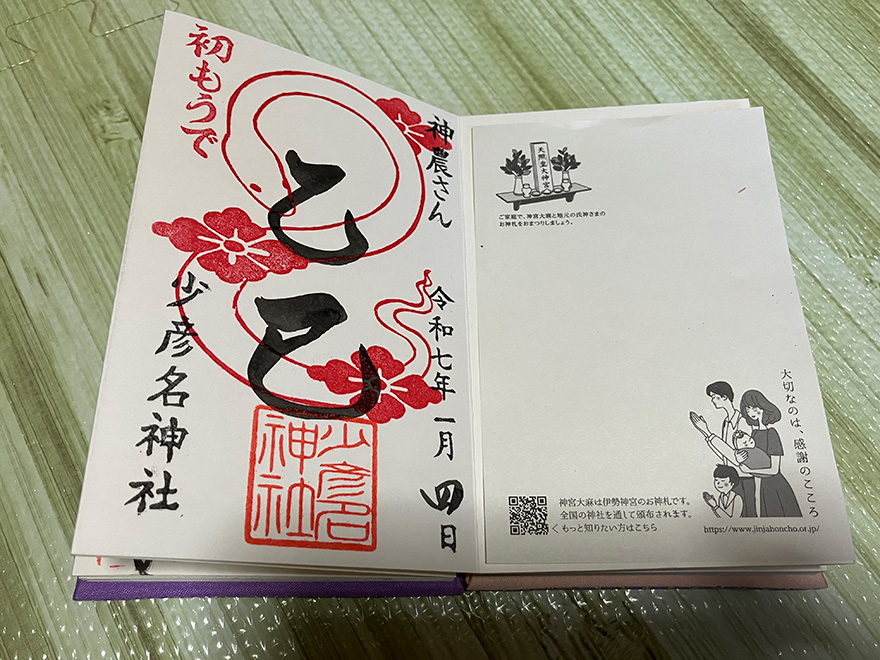 初もうで
神農さん
乙巳
令和七年一月四日
少彦名神社
少彦名
神社
天照皇大神宮
ご家庭で、神宮大麻と地元の氏神さまの
お神札をおまつりしましょう。
大切なのは、感謝のこころ
神宮大麻は伊勢神宮のお神札です。
全国の神社を通して頒布されます。
もっと知りたい方はこちら
https://www.jinjahoncho.or.jp/